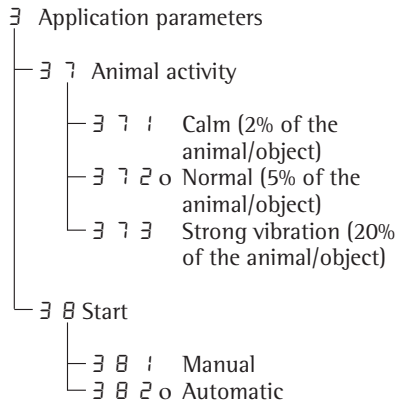 3 Application parameters
3 7 Animal activity
3 7 1 Calm (2% of the
animal/object)
3 7 2 o Normal (5% of the
animal/object)
3 7 3 Strong vibration (20%
of the animal/object)
3 8 Start
3 8 1 Manual
3 8 2 o Automatic